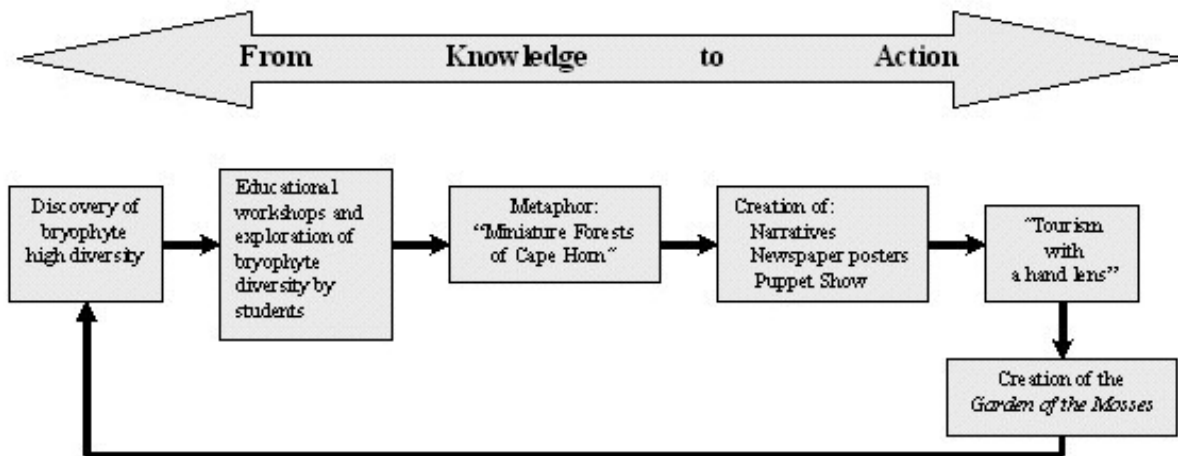 From Knowledge to Action
Discovery of
bryophyte
high diversity
Educational
workshops and
exploration of
bryophyte
diversity by
students
Metaphor:
“Miniature Forests
of Cape Horn”
Creation of:
Narratives
Newspaper posters
Puppet Show
“Tourism
with
a hand lens”
Creation of the
Garden of the Mosses